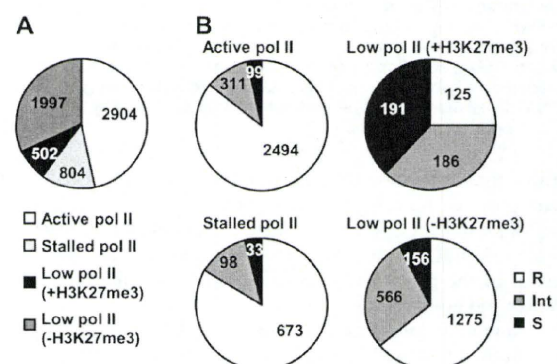 A
1997
2904
502
804
Active pol II
Stalled pol II
Low pol II
(+H3K27me3)
Low pol II
(-H3K27me3)
B
Active pol II
99
311
2494
Low pol II (+H3K27me3)
191
125
186
Stalled pol II
33
98
673
Low pol II (-H3K27me3)
156
566
1275
R
Int
S